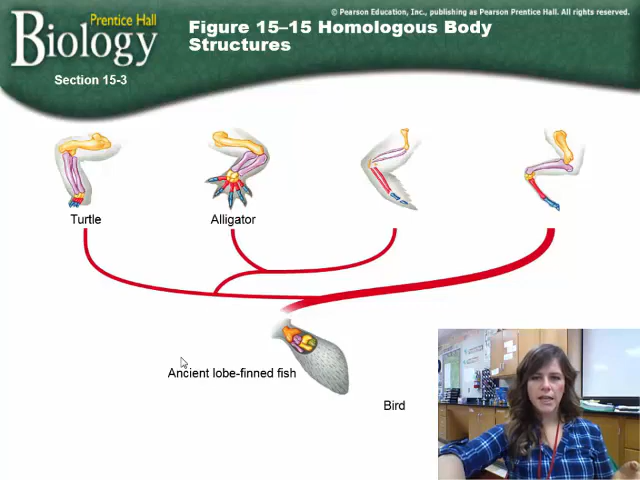 © Pearson Education, Inc., publishing as Pearson Prentice Hall. All rights reserved.
Prentice Hall
Biology
Figure 15–15 Homologous Body
Structures
Section 15-3
Turtle
Alligator
Ancient lobe-finned fish
Bird